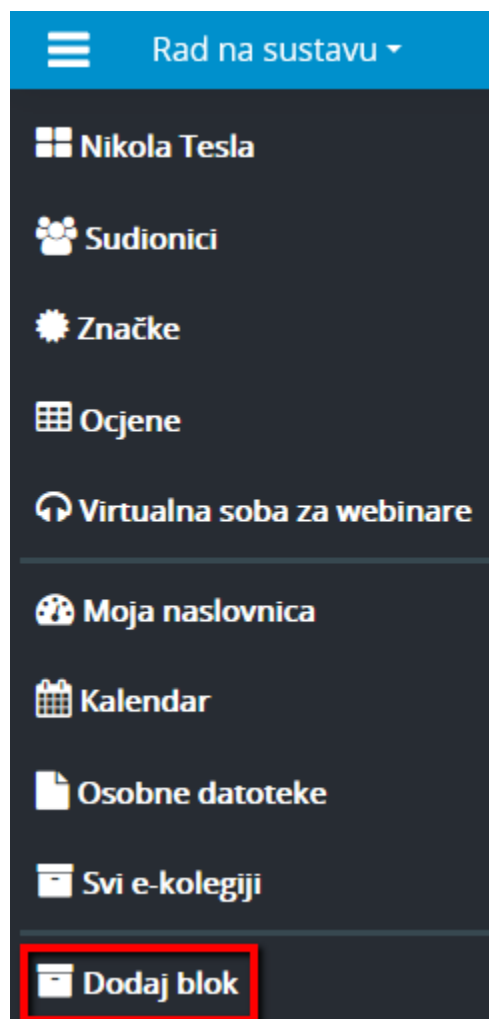 Rad na sustavu
Nikola Tesla
Sudionici
Značke
Ocjene
Virtualna soba za webinare
Moja naslovnica
Kalendar
Osobne datoteke
Svi e-kolegiji
Dodaj blok